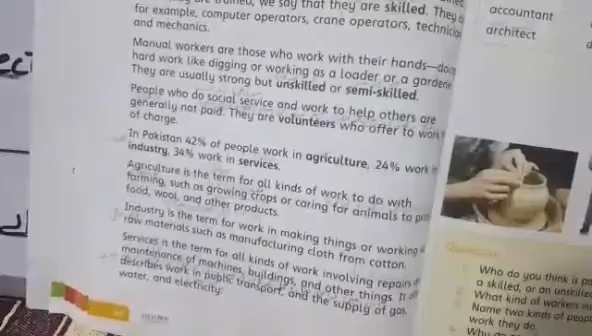 trained, we say that they are skilled. They
for example, computer operators, crane operators,
and mechanics.
Manual workers are those who work with their hands—
hard work like digging or working as a loader or a
They are usually strong but unskilled or semi-skilled.
People who do social service and work to help others are
generally not paid. They are volunteers who offer to work
of charge.
In Pakistan 42% of people work in agriculture, 24% work
industry, 34% work in services.
Agriculture is the term for all kinds of work to do with
farming, such as growing crops or caring for animals to
food, wool, and other products.
Industry is the term for work in making things or working
raw materials such as manufacturing cloth from cotton.
Services is the term for all kinds of work involving repair
maintenance of machines, buildings, and other things. It
describes work in public transport, and the supply of gas,
water, and electricity.
accountant
architect
Who do you think is
a skilled, or an
What kind of workers
Name two kinds of
work they do.
Why